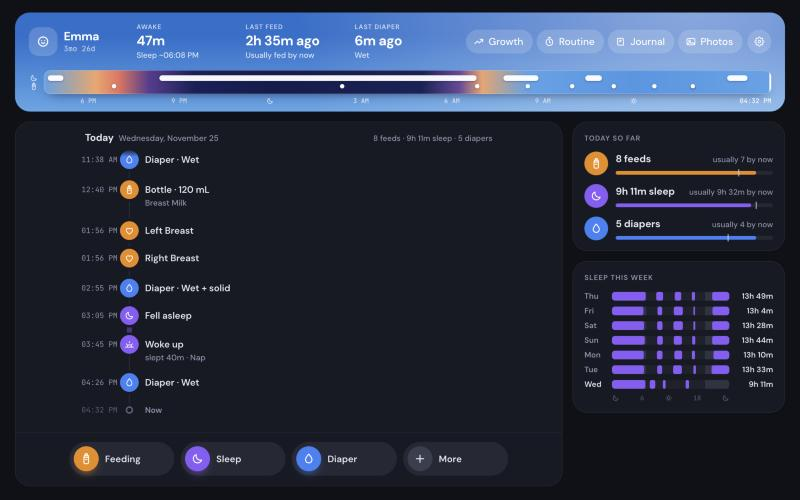 Emma
3mo 26d
AWAKE
47m
Sleep ~06:08 PM
LAST FEED
2h 35m ago
Usually fed by now
LAST DIAPER
6m ago
Wet
Growth
Routine
Journal
Photos
6 PM
9 PM
3 AM
6 AM
9 AM
04:32 PM
Today Wednesday, November 25
8 feeds · 9h 11m sleep · 5 diapers
11:38 AM Diaper · Wet
12:40 PM Bottle · 120 mL
Breast Milk
01:56 PM Left Breast
01:56 PM Right Breast
02:55 PM Diaper · Wet + solid
03:05 PM Fell asleep
03:45 PM Woke up
slept 40m · Nap
04:26 PM Diaper · Wet
04:32 PM Now
Feeding
Sleep
Diaper
More
TODAY SO FAR
8 feeds usually 7 by now
9h 11m sleep usually 9h 32m by now
5 diapers usually 4 by now
SLEEP THIS WEEK
Thu 13h 49m
Fri 13h 4m
Sat 13h 28m
Sun 13h 44m
Mon 13h 10m
Tue 13h 33m
Wed 9h 11m
6 18